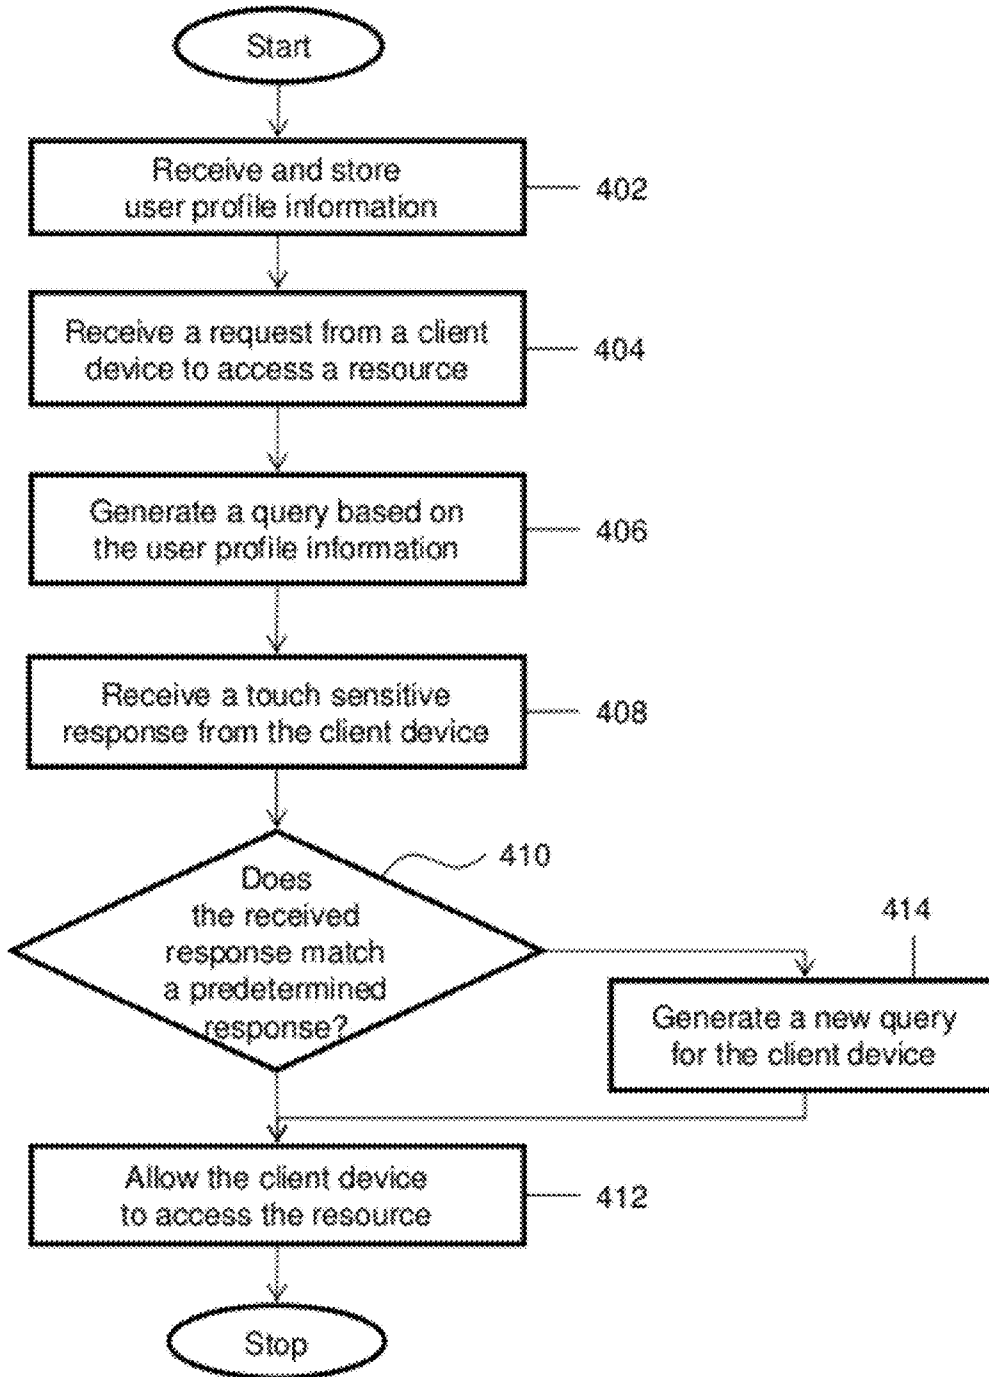 Start
Receive and store
user profile information
402
Receive a request from a client
device to access a resource
404
Generate a query based on
the user profile information
406
Receive a touch sensitive
response from the client device
408
Does
the received
response match
a predetermined
response?
410
414
Generate a new query
for the client device
Allow the client device
to access the resource
412
Stop